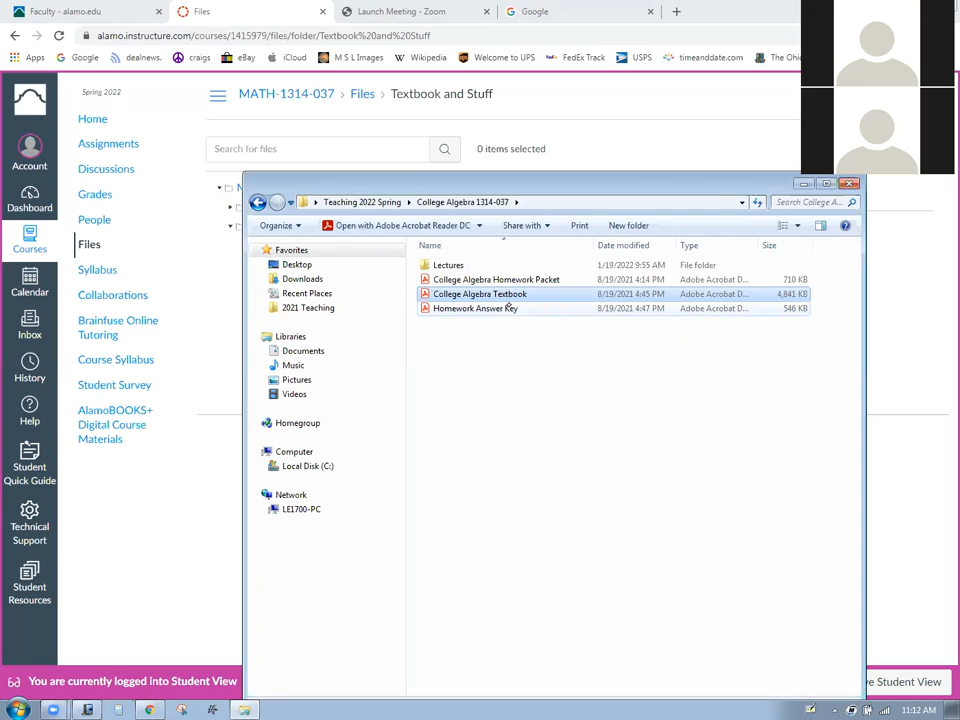 Faculty - alamo.edu
Files
Launch Meeting - Zoom
Google
alamo.instructure.com/courses/1415979/files/folder/Textbook%20and%20Stuff
Apps
Google
dealnews.
craigs
eBay
iCloud
M S L Images
Wikipedia
Welcome to UPS
FedEx Track
USPS
timeanddate.com
The Ohio
Account
Dashboard
Courses
Calendar
Inbox
History
Help
Student
Quick Guide
Technical
Support
Student
Resources
Spring 2022
Home
Assignments
Discussions
Grades
People
Files
Syllabus
Collaborations
Brainfuse Online
Tutoring
Course Syllabus
Student Survey
AlamoBOOKS+
Digital Course
Materials
MATH-1314-037 › Files › Textbook and Stuff
Search for files
0 items selected
Teaching 2022 Spring
College Algebra 1314-037
Search College A...
Organize
Open with Adobe Acrobat Reader DC
Share with
Print
New folder
Name
Date modified
Type
Size
Favorites
Desktop
Downloads
Recent Places
2021 Teaching
Libraries
Documents
Music
Pictures
Videos
Homegroup
Computer
Local Disk (C:)
Network
LE1700-PC
Lectures 1/19/2022 9:55 AM File folder
College Algebra Homework Packet 8/19/2021 4:14 PM Adobe Acrobat D... 710 KB
College Algebra Textbook 8/19/2021 4:45 PM Adobe Acrobat D... 4,841 KB
Homework Answer Key 8/19/2021 4:47 PM Adobe Acrobat D... 546 KB
You are currently logged into Student View
ve Student View
11:12 AM